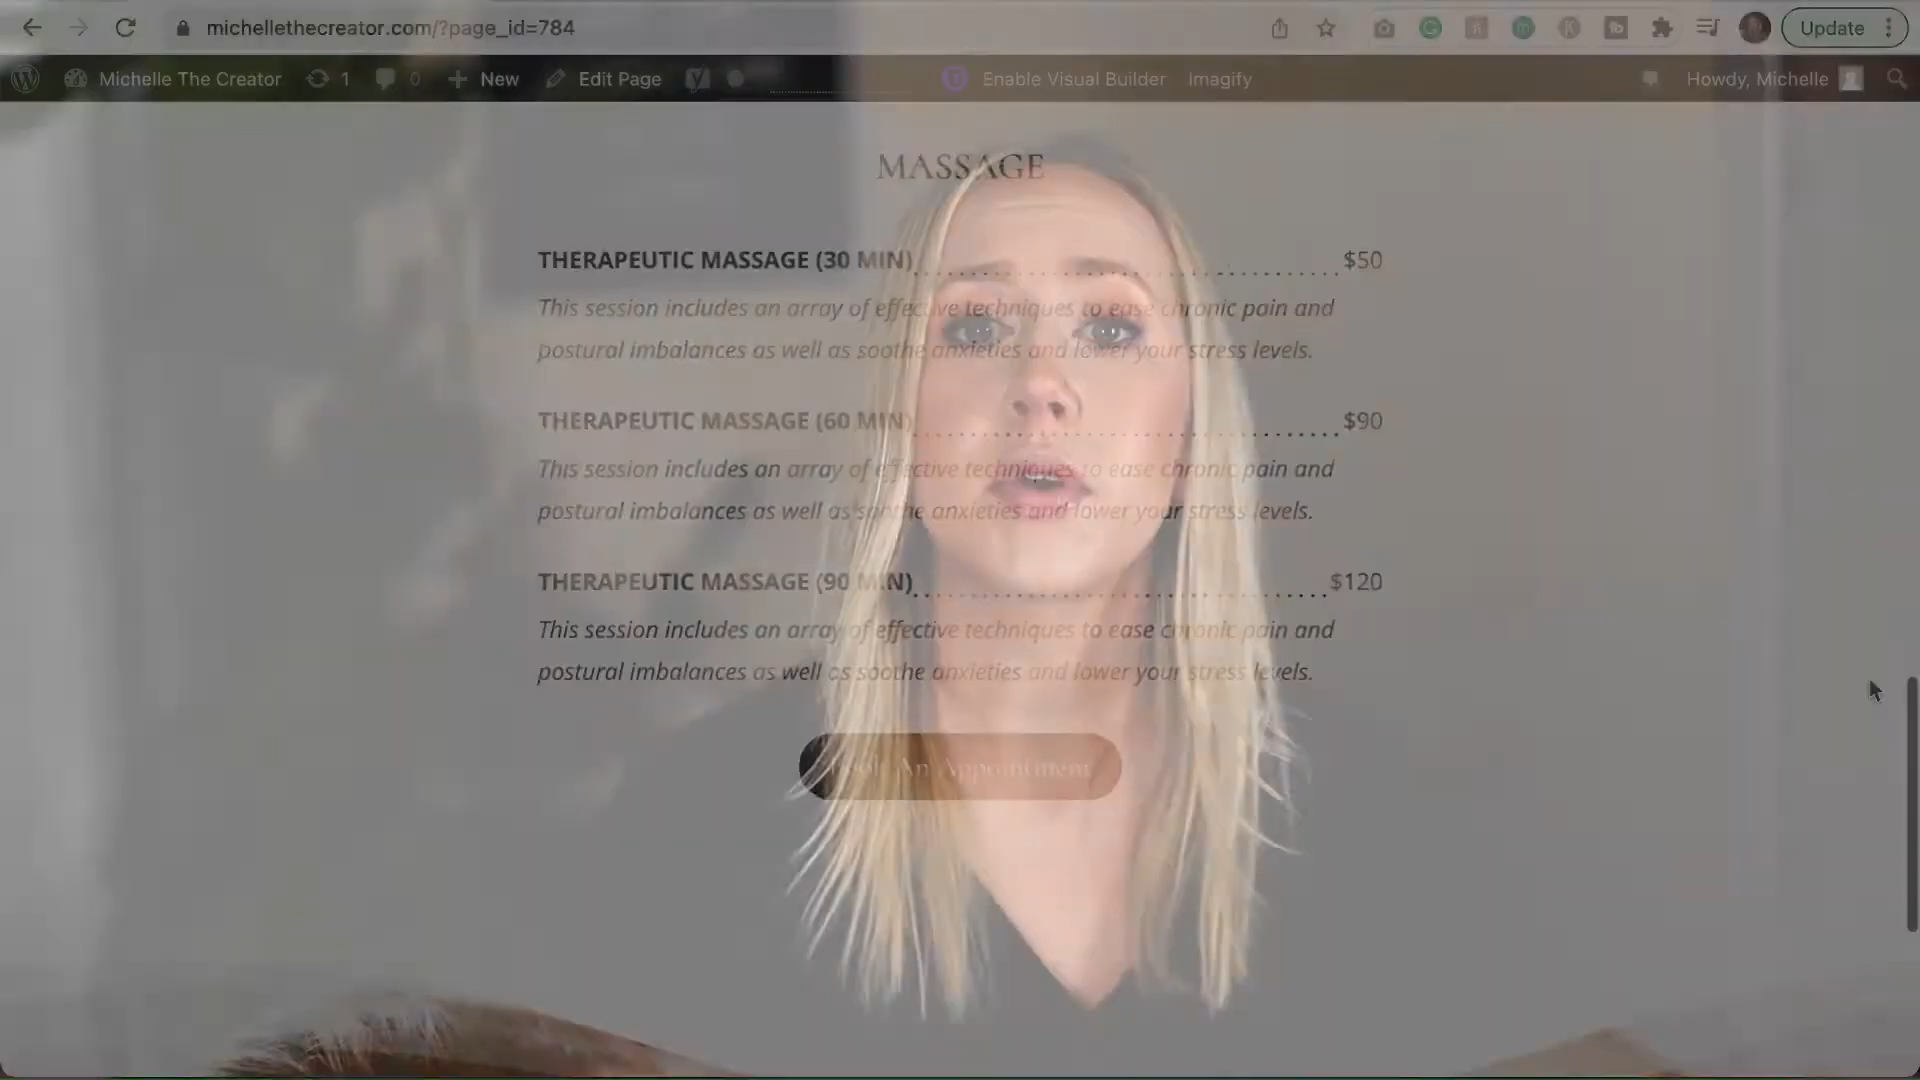 michellethecreator.com/?page_id=784
Update
Michelle The Creator 1 0 New Edit Page Enable Visual Builder Imagify Howdy, Michelle
MASSAGE
THERAPEUTIC MASSAGE (30 MIN) $50
This session includes an array of effective techniques to ease chronic pain and
postural imbalances as well as soothe anxieties and lower your stress levels.
THERAPEUTIC MASSAGE (60 MIN) $90
This session includes an array of effective techniques to ease chronic pain and
postural imbalances as well as soothe anxieties and lower your stress levels.
THERAPEUTIC MASSAGE (90 MIN) $120
This session includes an array of effective techniques to ease chronic pain and
postural imbalances as well as soothe anxieties and lower your stress levels.
Book An Appointment